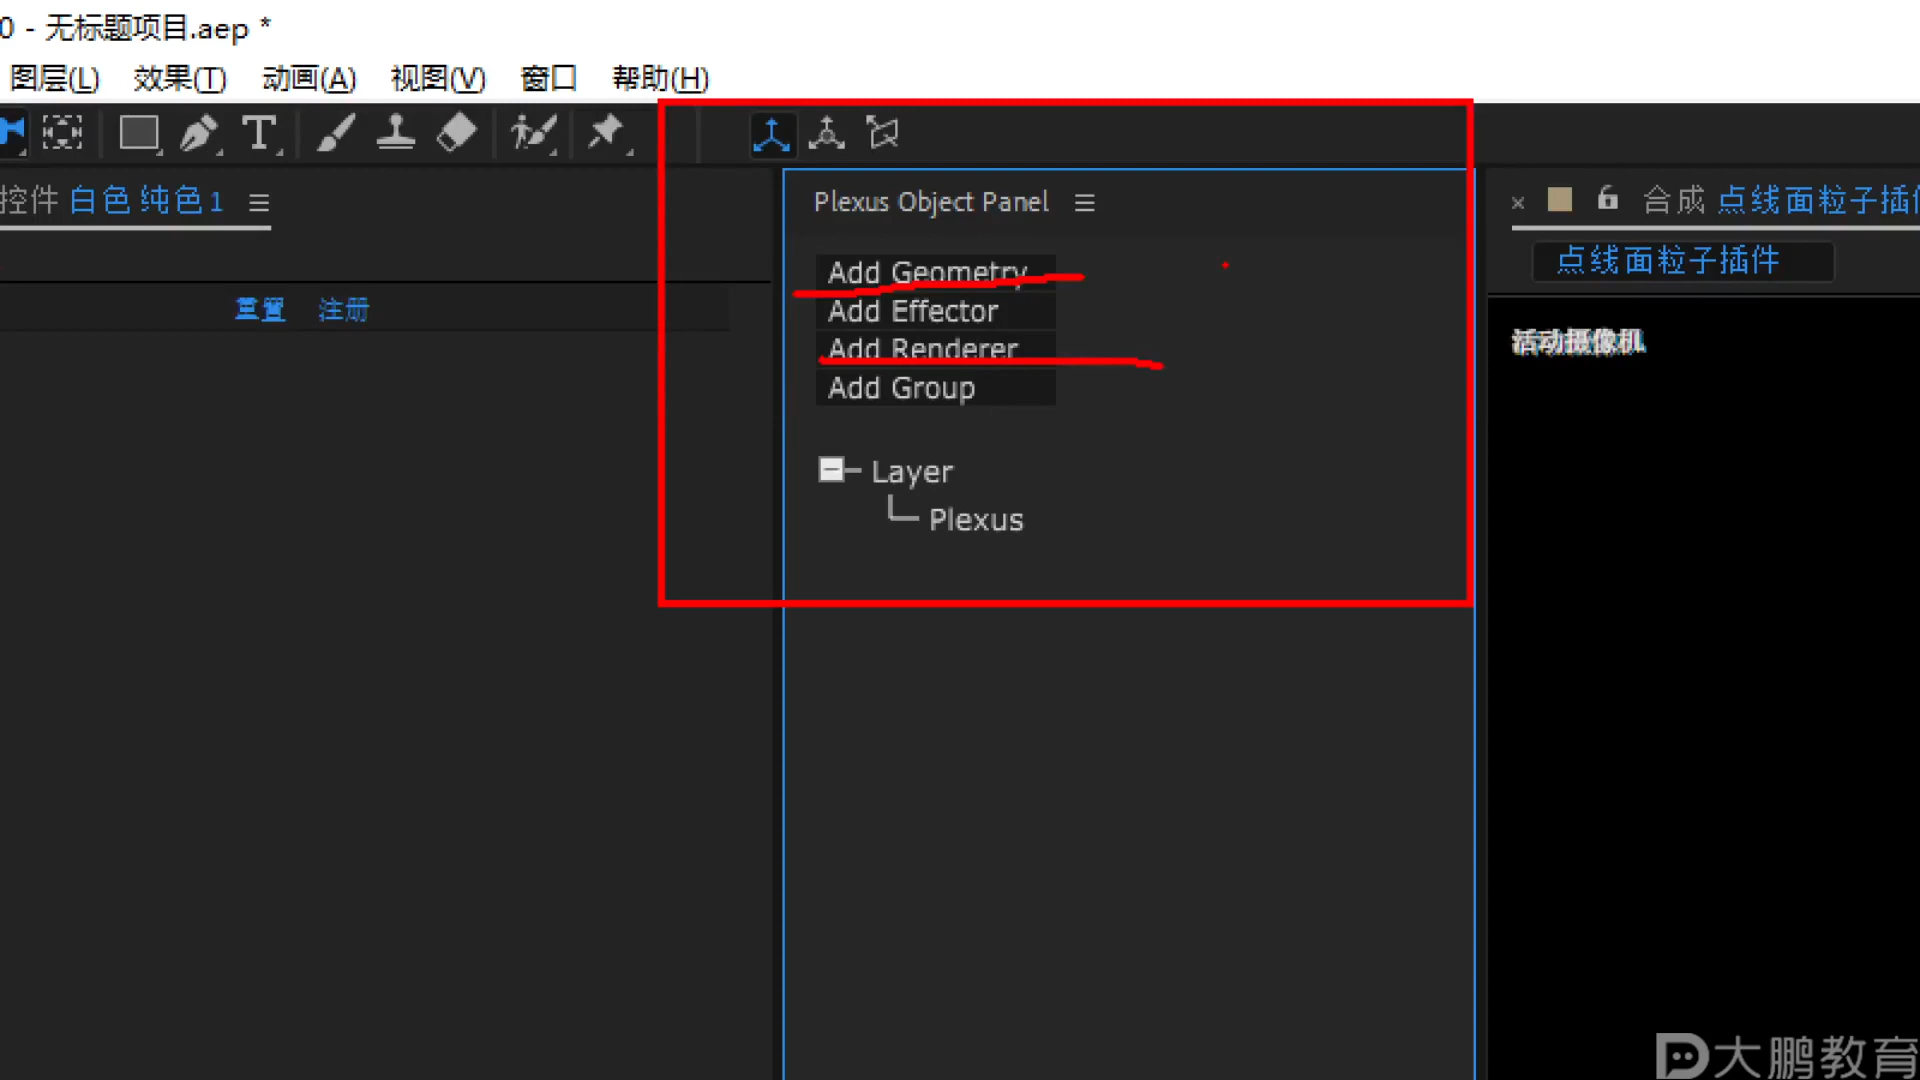 0 - 无标题项目.aep *
图层(L) 效果(T) 动画(A) 视图(V) 窗口 帮助(H)
控件 白色 纯色 1
重置 注册
Plexus Object Panel
Add Geometry
Add Effector
Add Renderer
Add Group
Layer
Plexus
合成 点线面粒子插件
点线面粒子插件
活动摄像机
大鹏教育